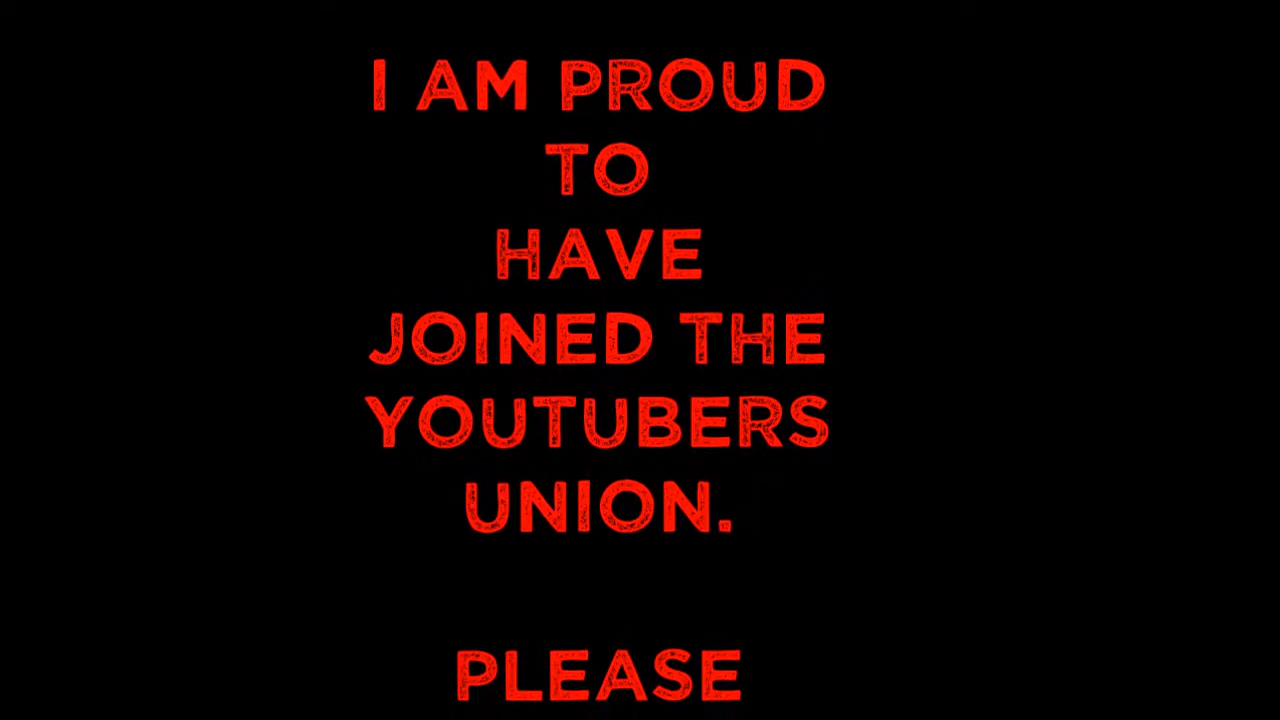 I AM PROUD
TO
HAVE
JOINED THE
YOUTUBERS
UNION.
PLEASE